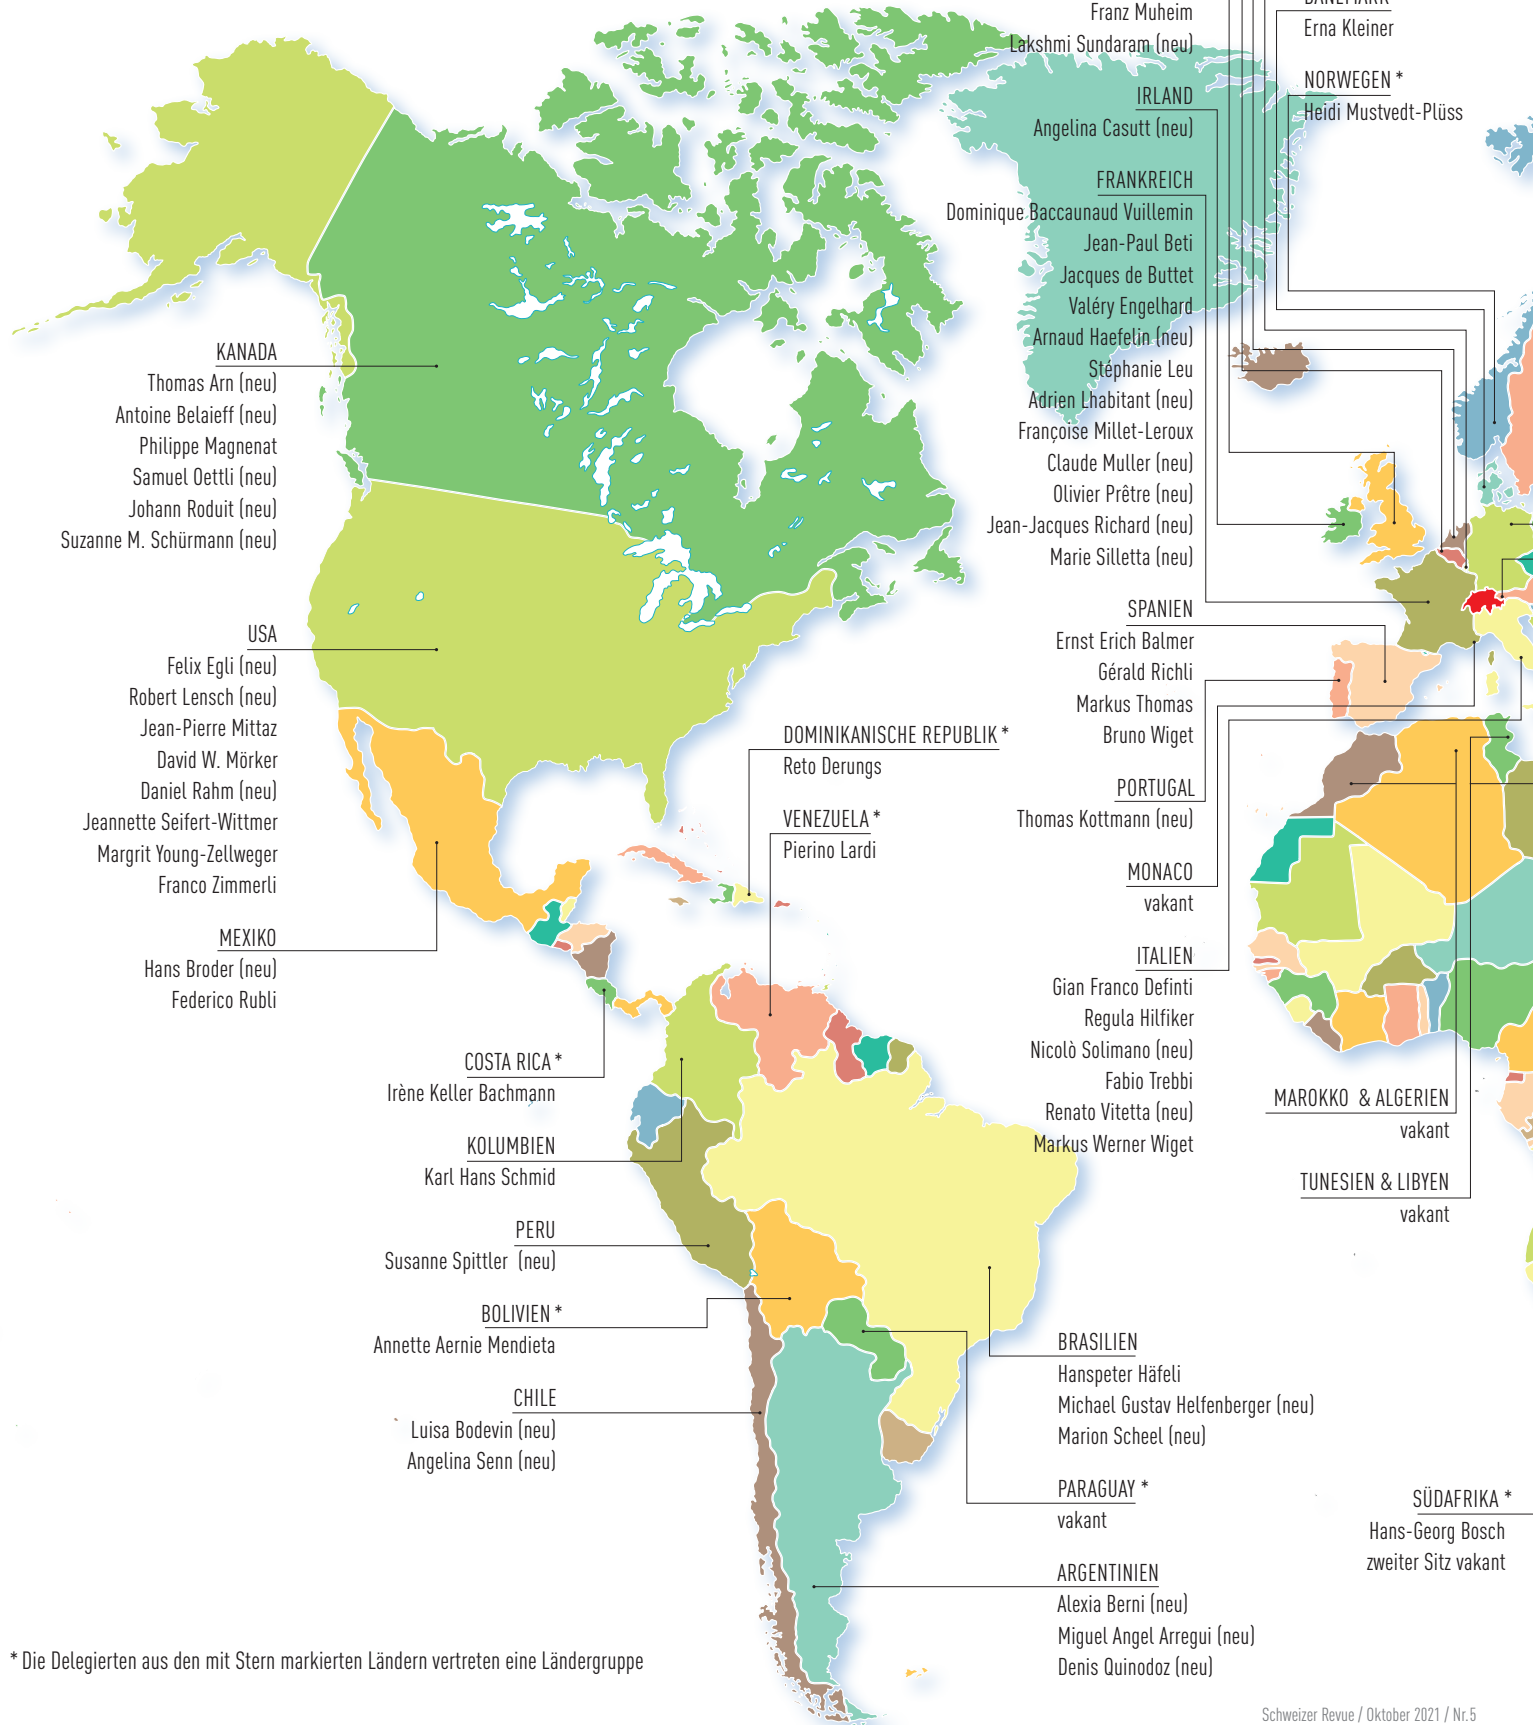 KANADA
Thomas Arn (neu)
Antoine Belaieff (neu)
Philippe Magnenat
Samuel Oettli (neu)
Johann Roduit (neu)
Suzanne M. Schürmann (neu)
USA
Felix Egli (neu)
Robert Lensch (neu)
Jean-Pierre Mittaz
David W. Mörker
Daniel Rahm (neu)
Jeannette Seifert-Wittmer
Margrit Young-Zellweger
Franco Zimmerli
MEXIKO
Hans Broder (neu)
Federico Rubli
COSTA RICA *
Irène Keller Bachmann
KOLUMBIEN
Karl Hans Schmid
PERU
Susanne Spittler (neu)
BOLIVIEN *
Annette Aernie Mendieta
CHILE
Luisa Bodevin (neu)
Angelina Senn (neu)
DOMINIKANISCHE REPUBLIK *
Reto Derungs
VENEZUELA *
Pierino Lardi
Franz Muheim
Lakshmi Sundaram (neu)
IRLAND
Angelina Casutt (neu)
FRANKREICH
Dominique Baccaunaud Vuillemin
Jean-Paul Beti
Jacques de Buttet
Valéry Engelhard
Arnaud Haefelin (neu)
Stéphanie Leu
Adrien Lhabitant (neu)
Françoise Millet-Leroux
Claude Muller (neu)
Olivier Prêtre (neu)
Jean-Jacques Richard (neu)
Marie Silletta (neu)
SPANIEN
Ernst Erich Balmer
Gérald Richli
Markus Thomas
Bruno Wiget
PORTUGAL
Thomas Kottmann (neu)
MONACO
vakant
ITALIEN
Gian Franco Definti
Regula Hilfiker
Nicolò Solimano (neu)
Fabio Trebbi
Renato Vitetta (neu)
Markus Werner Wiget
DÄNEMARK
Erna Kleiner
NORWEGEN *
Heidi Mustvedt-Plüss
MAROKKO & ALGERIEN
vakant
TUNESIEN & LIBYEN
vakant
BRASILIEN
Hanspeter Häfeli
Michael Gustav Helfenberger (neu)
Marion Scheel (neu)
PARAGUAY *
vakant
ARGENTINIEN
Alexia Berni (neu)
Miguel Angel Arregui (neu)
Denis Quinodoz (neu)
SÜDAFRIKA *
Hans-Georg Bosch
zweiter Sitz vakant
* Die Delegierten aus den mit Stern markierten Ländern vertreten eine Ländergruppe
Schweizer Revue / Oktober 2021 / Nr.5